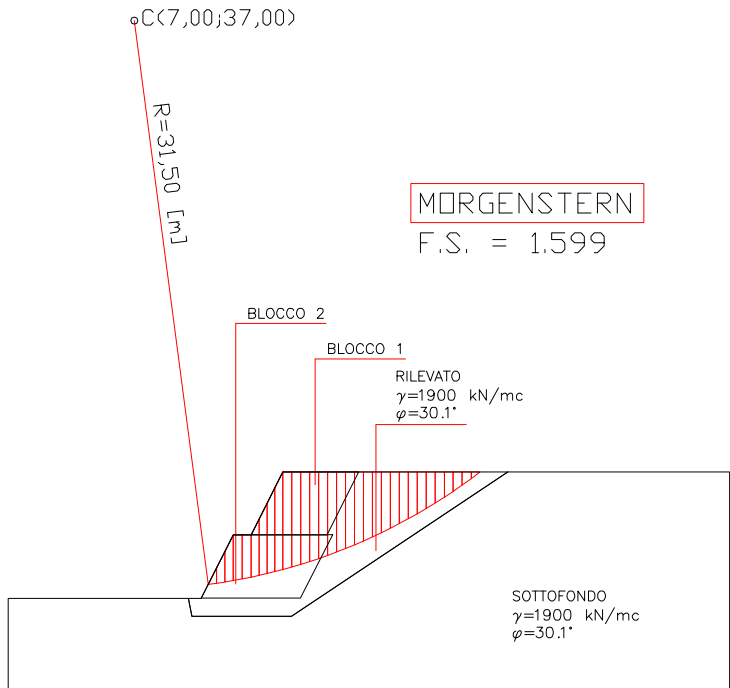 C(7,00;37,00)
R=31,50 [m]
MORGENSTERN
F.S. = 1.599
BLOCCO 2
BLOCCO 1
RILEVATO
γ=1900 kN/mc
φ=30.1°
SOTTOFONDO
γ=1900 kN/mc
φ=30.1°